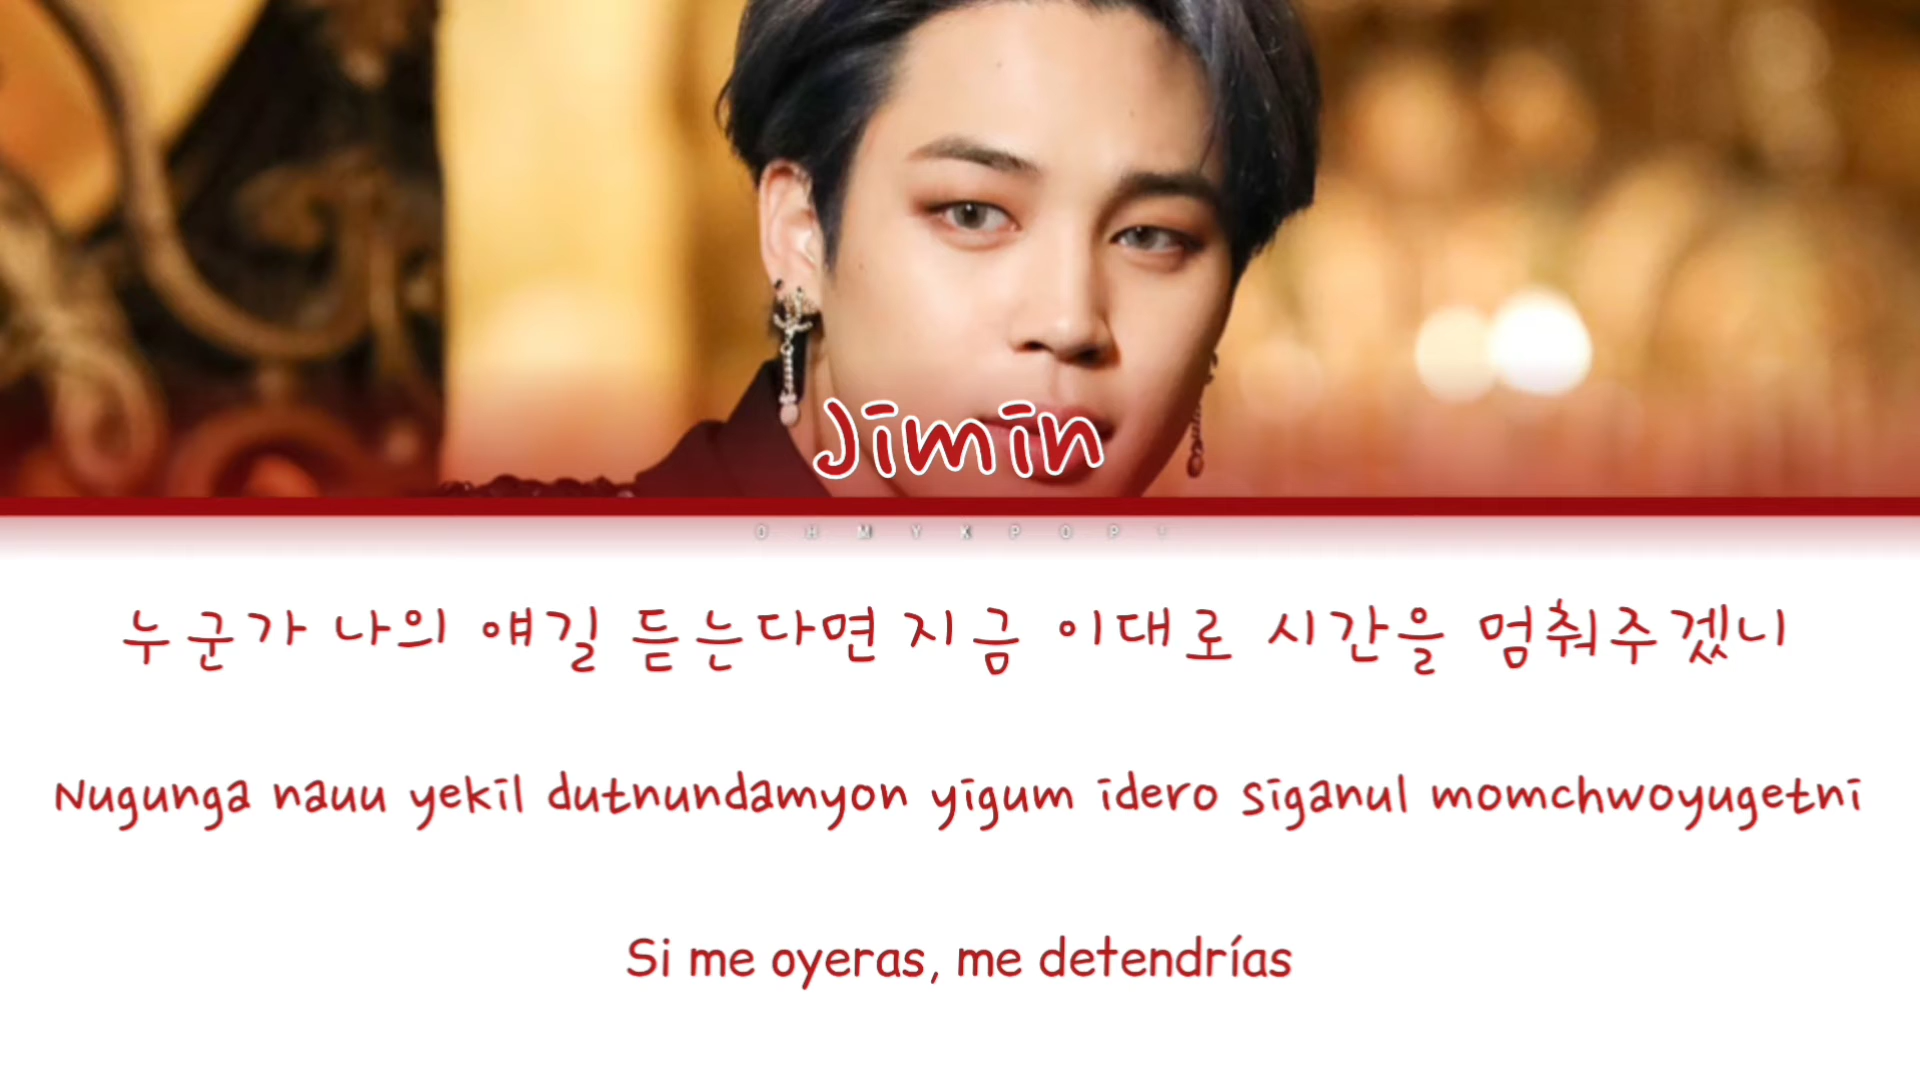 Jimin
OHMYKPOP!
누군가 나의 얘길 듣는다면 지금 이대로 시간을 멈춰주겠니
Nugunga nauu yekil dutnundamyon yigum idero siganul momchwoyugetni
Si me oyeras, me detendrías